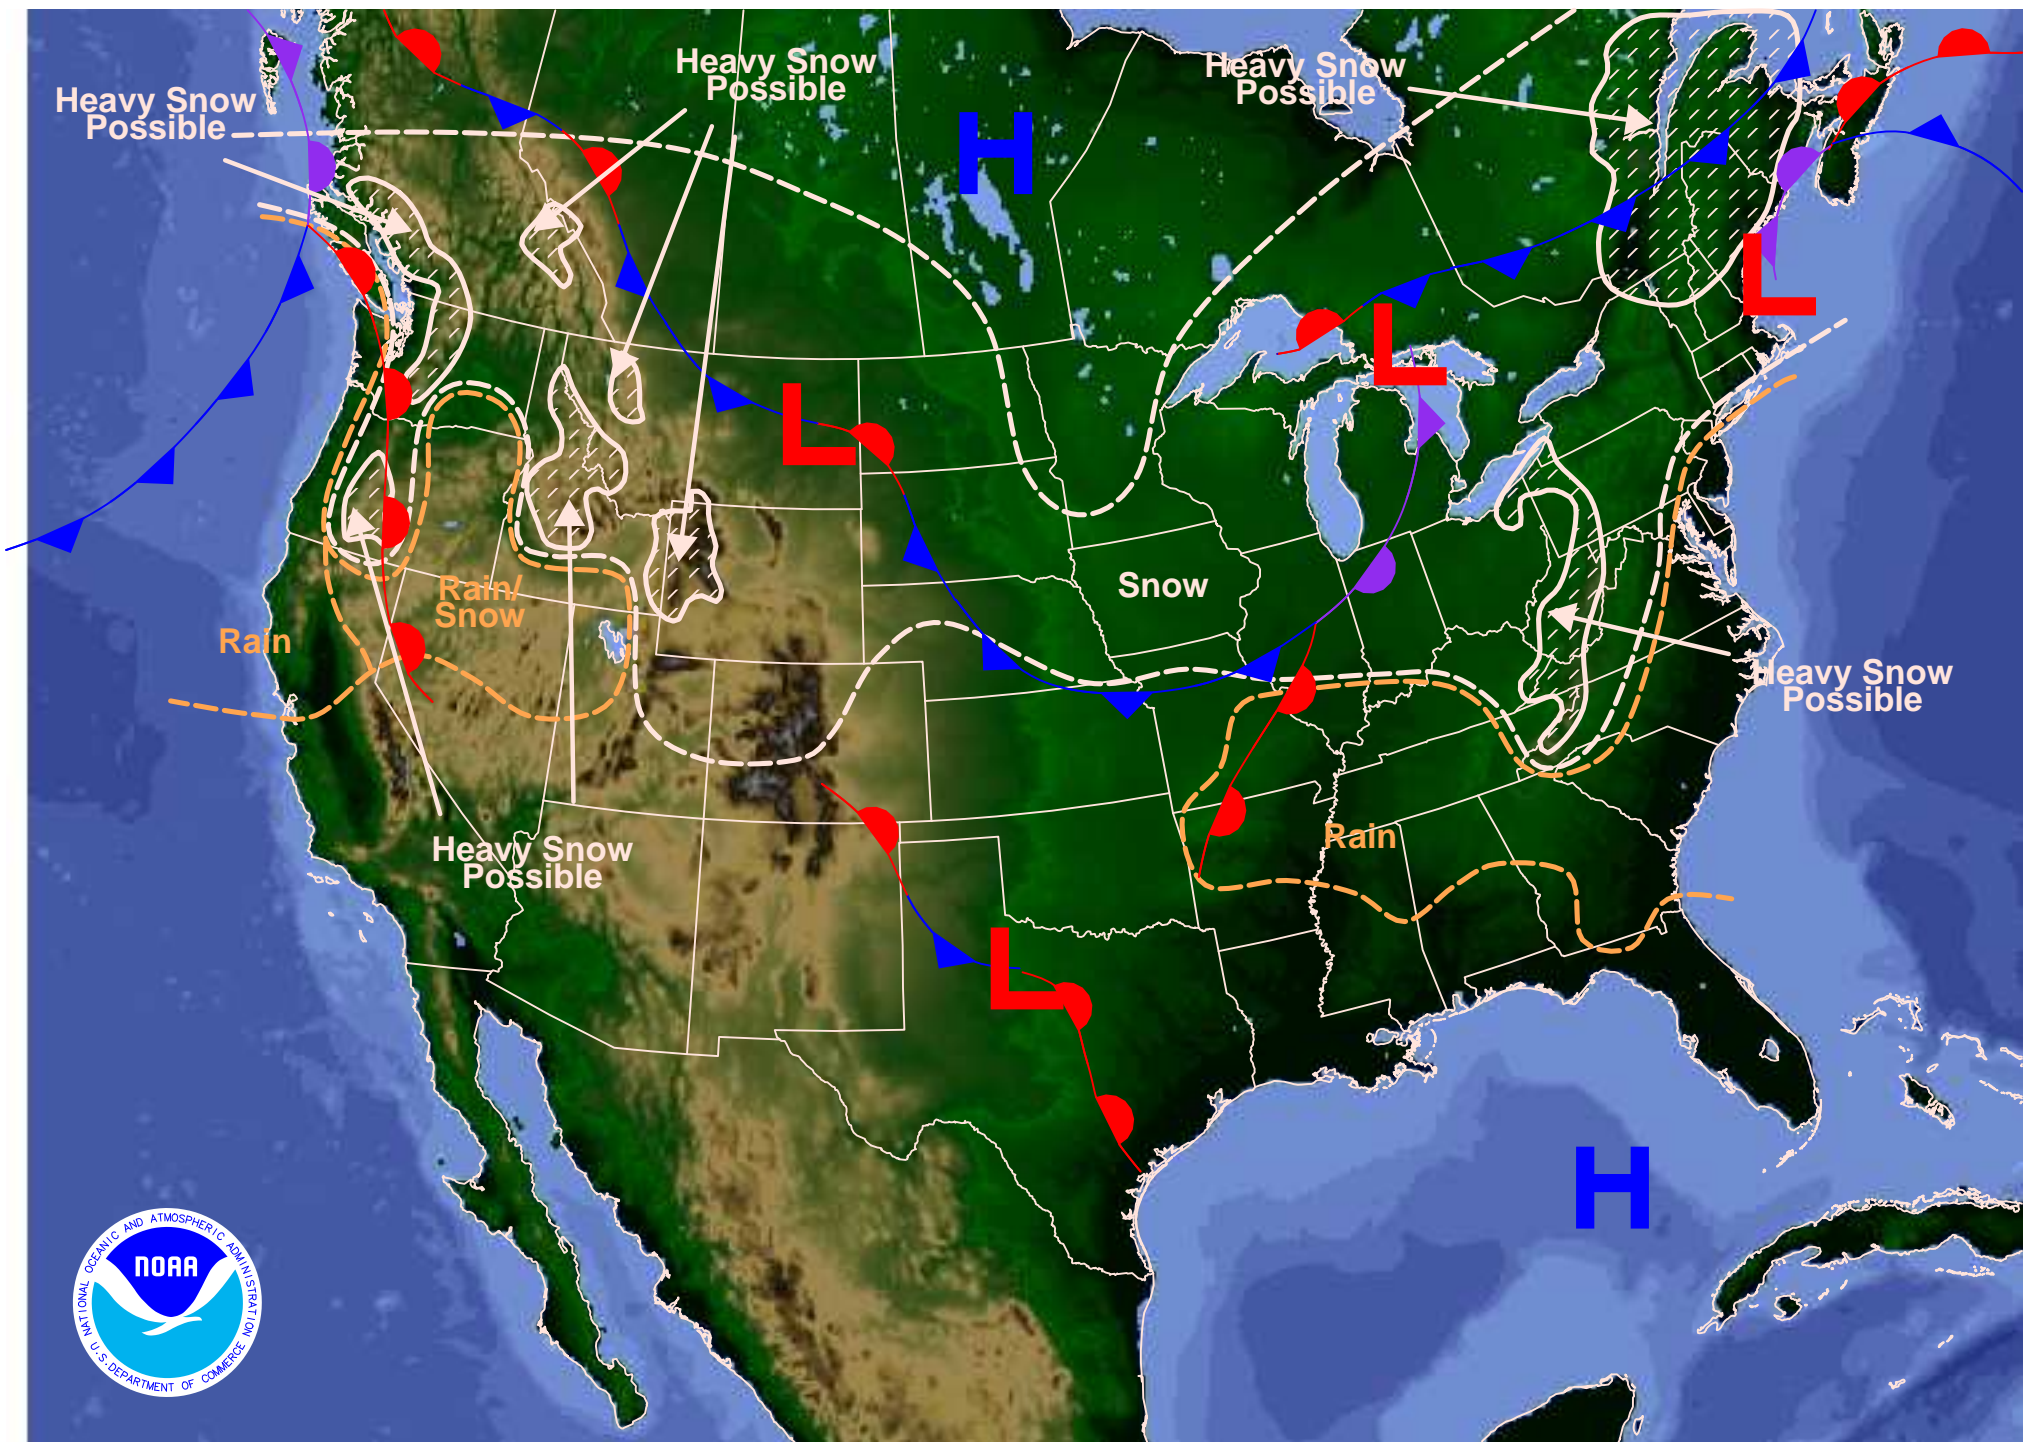 Heavy Snow
Possible
Heavy Snow
Possible
Heavy Snow
Possible
H
L
L
L
Snow
Rain/
Snow
Rain
Heavy Snow
Possible
Rain
Heavy Snow
Possible
L
H
NATIONAL OCEANIC AND ATMOSPHERIC ADMINISTRATION
NOAA
U.S. DEPARTMENT OF COMMERCE